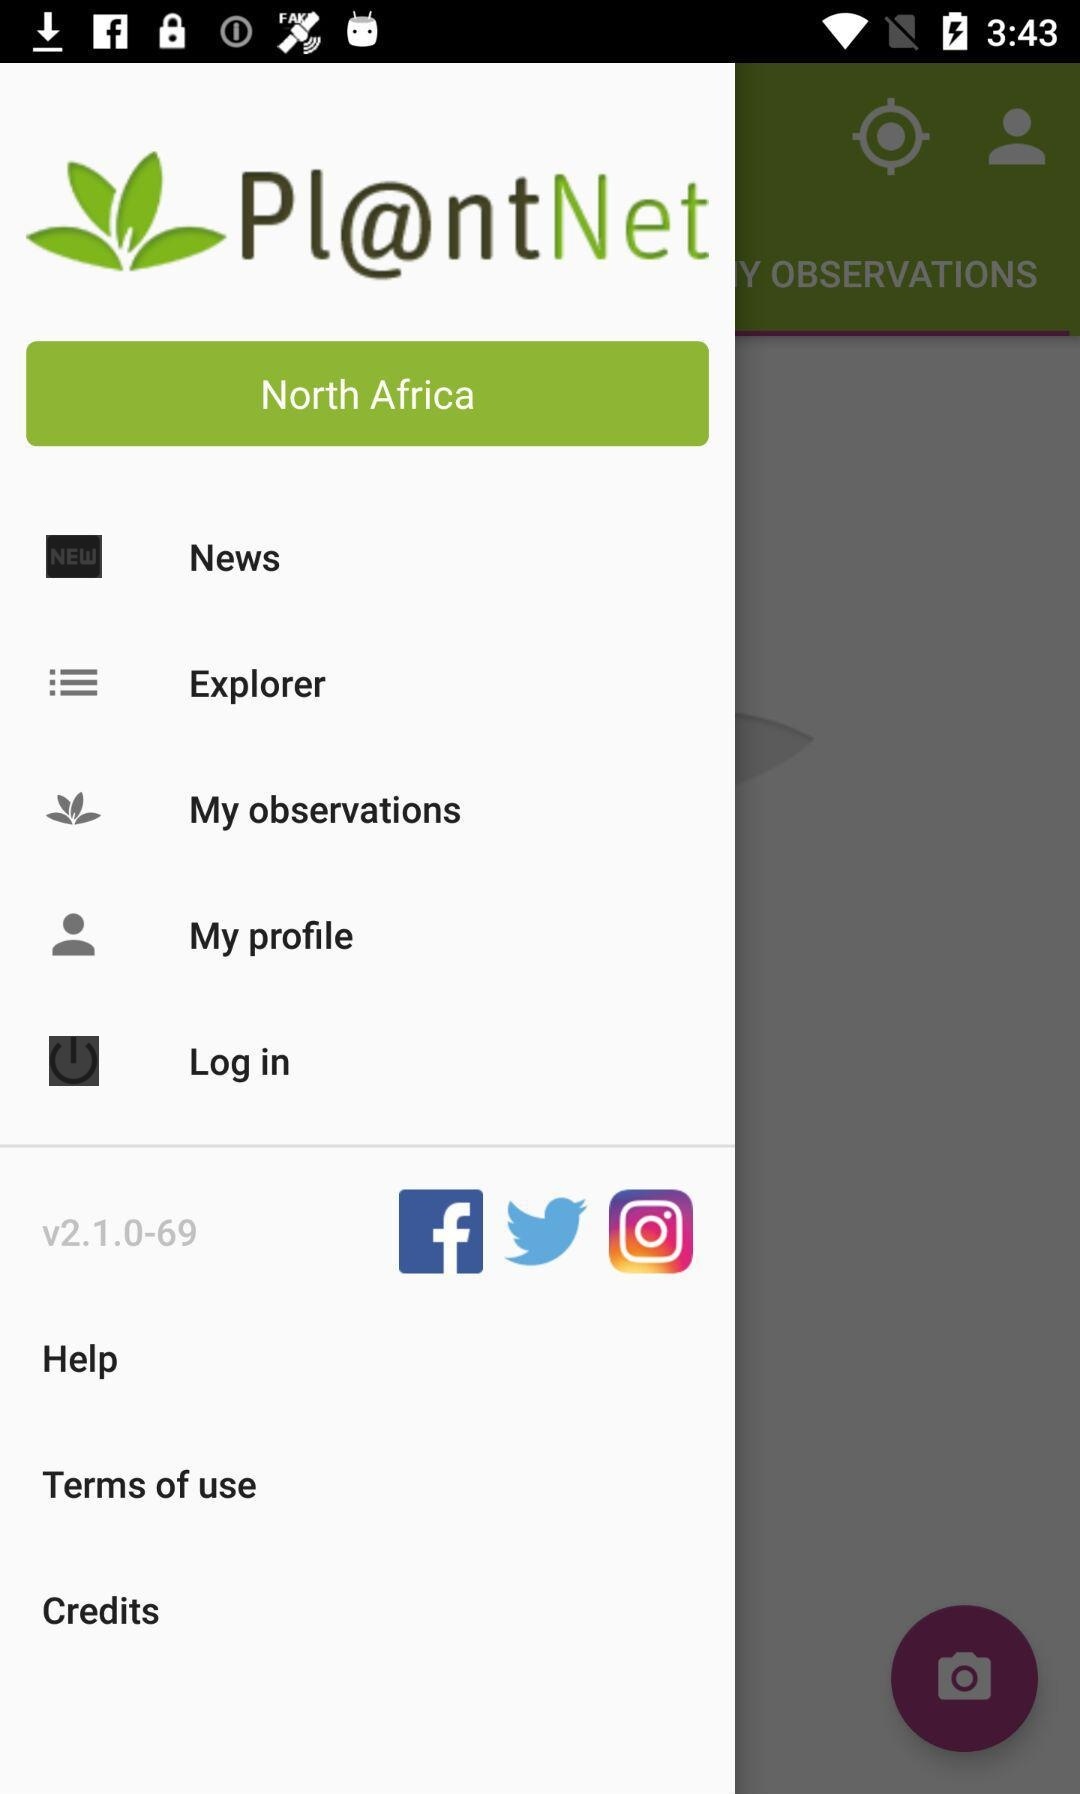 FAKE
3:43
Pl@ntNet
Y OBSERVATIONS
North Africa
NEW
News
Explorer
My observations
My profile
Log in
v2.1.0-69
Help
Terms of use
Credits